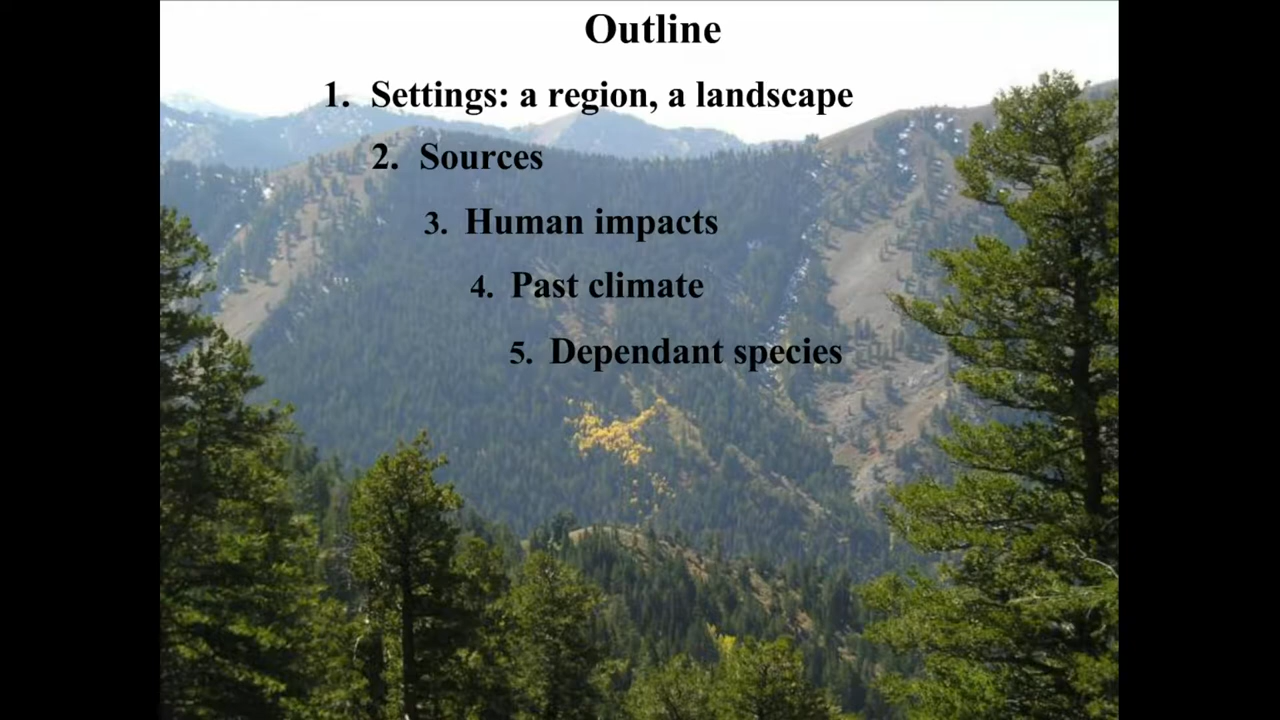 Outline
1. Settings: a region, a landscape
2. Sources
3. Human impacts
4. Past climate
5. Dependant species